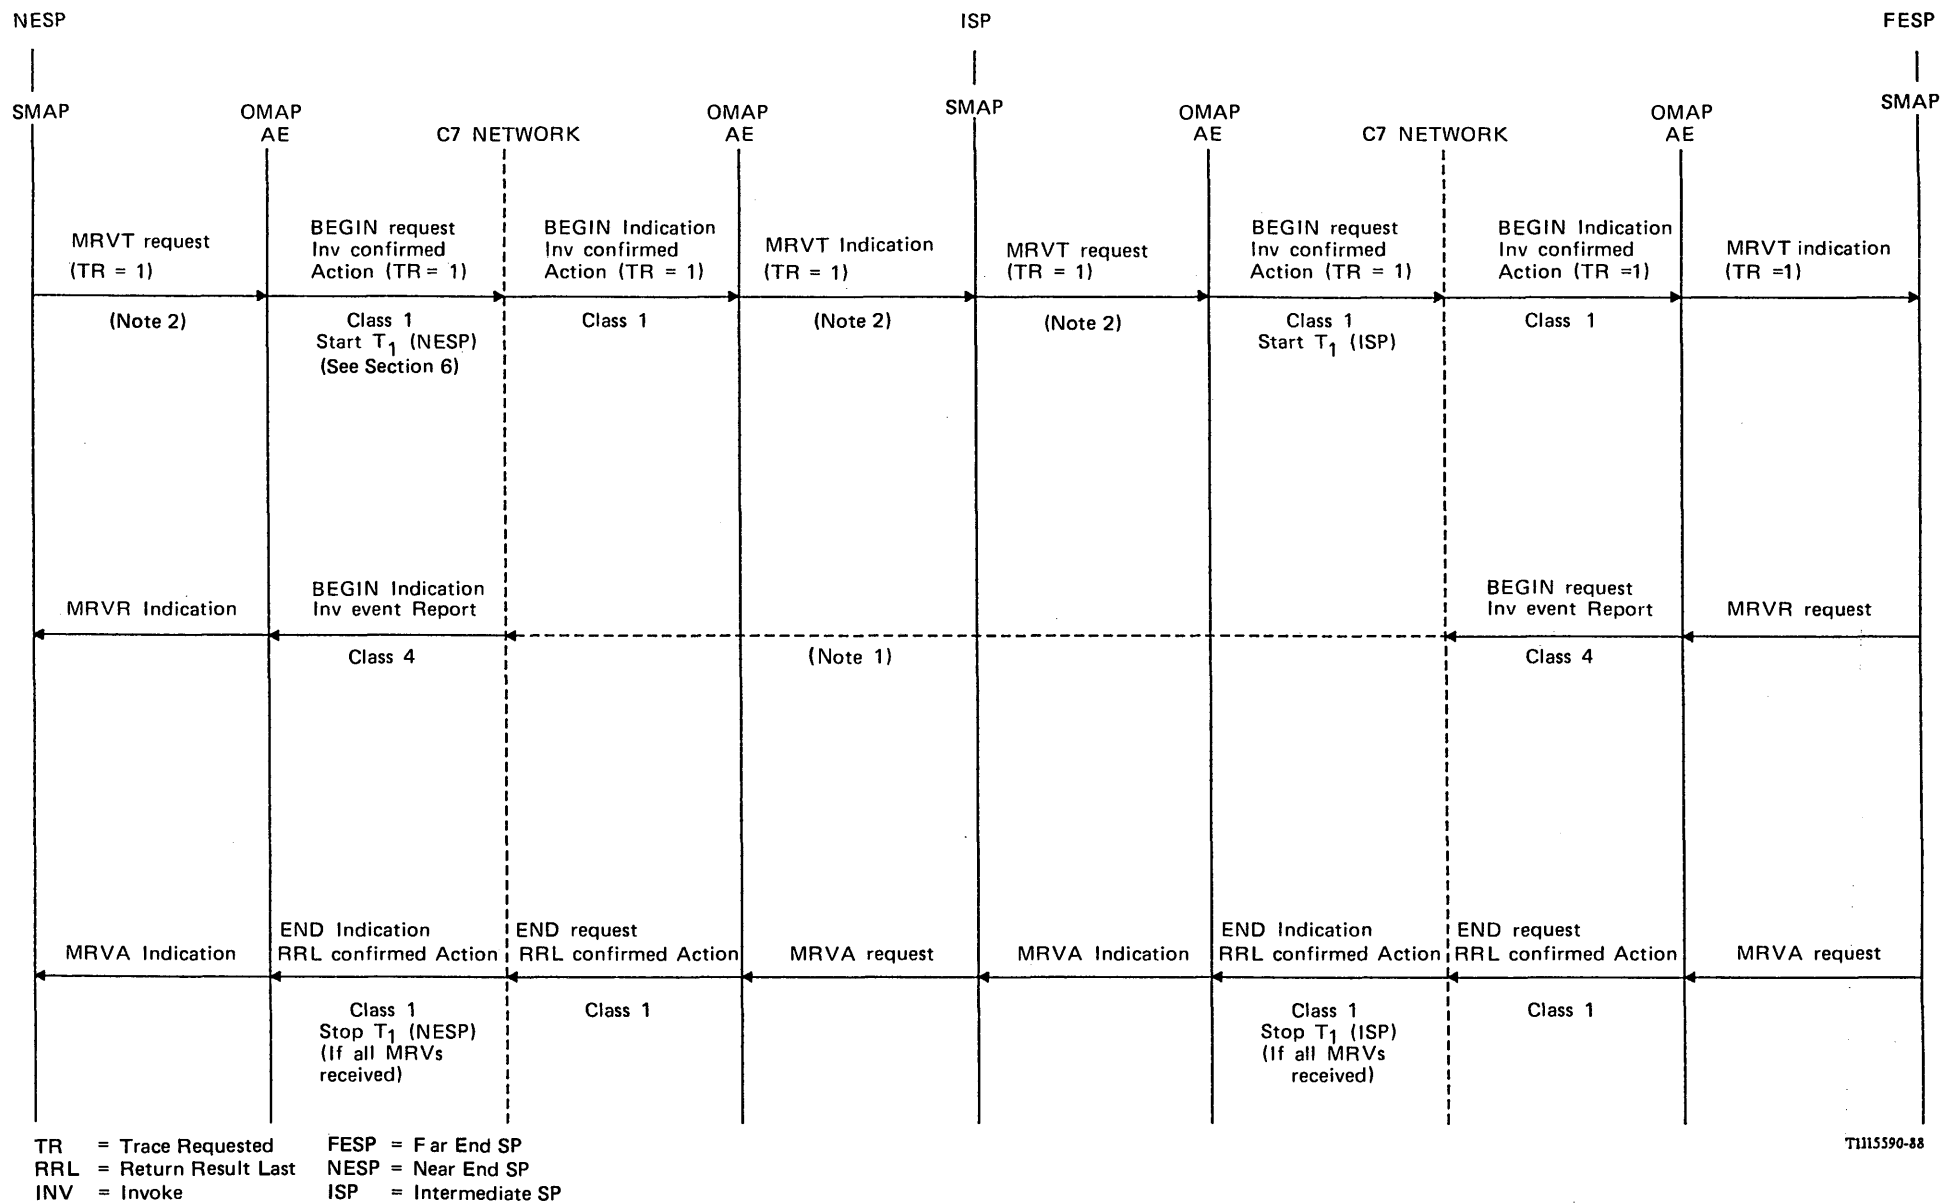 NESP
ISP
FESP
SMAP
OMAP
AE
C7 NETWORK
OMAP
AE
SMAP
OMAP
AE
C7 NETWORK
OMAP
AE
SMAP
MRVT request
(TR = 1)
BEGIN request
Inv confirmed
Action (TR = 1)
BEGIN Indication
Inv confirmed
Action (TR = 1)
MRVT Indication
(TR = 1)
MRVT request
(TR = 1)
BEGIN request
Inv confirmed
Action (TR = 1)
BEGIN Indication
Inv confirmed
Action (TR =1)
MRVT indication
(TR =1)
(Note 2)
Class 1
Start T1 (NESP)
(See Section 6)
Class 1
(Note 2)
(Note 2)
Class 1
Start T1 (ISP)
Class 1
MRVR Indication
BEGIN Indication
Inv event Report
BEGIN request
Inv event Report
MRVR request
Class 4
(Note 1)
Class 4
MRVA Indication
END Indication
RRL confirmed Action
END request
RRL confirmed Action
MRVA request
MRVA Indication
END Indication
RRL confirmed Action
END request
RRL confirmed Action
MRVA request
Class 1
Stop T1 (NESP)
(If all MRVs
received)
Class 1
Class 1
Stop T1 (ISP)
(If all MRVs
received)
Class 1
TR = Trace Requested
RRL = Return Result Last
INV = Invoke
FESP = Far End SP
NESP = Near End SP
ISP = Intermediate SP
T1115590-88